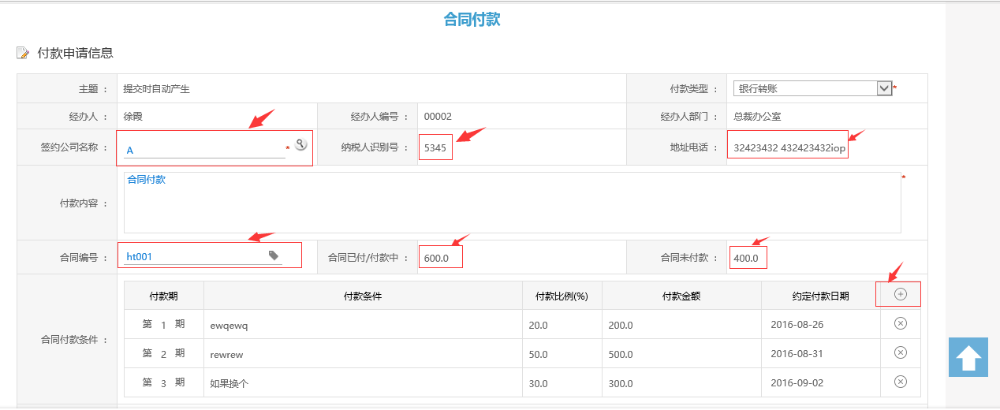 合同付款
付款申请信息
主题 : 提交时自动产生 付款类型 : 银行转账 *
经办人 : 徐霞 经办人编号 : 00002 经办人部门 : 总裁办公室
签约公司名称 : A * 纳税人识别号 : 5345 地址电话 : 32423432 432423432iop
付款内容 : 合同付款 *
合同编号 : ht001 合同已付/付款中 : 600.0 合同未付款 : 400.0
合同付款条件 :
付款期 付款条件 付款比例(%) 付款金额 约定付款日期
第 1 期 ewqewq 20.0 200.0 2016-08-26
第 2 期 rewrew 50.0 500.0 2016-08-31
第 3 期 如果换个 30.0 300.0 2016-09-02